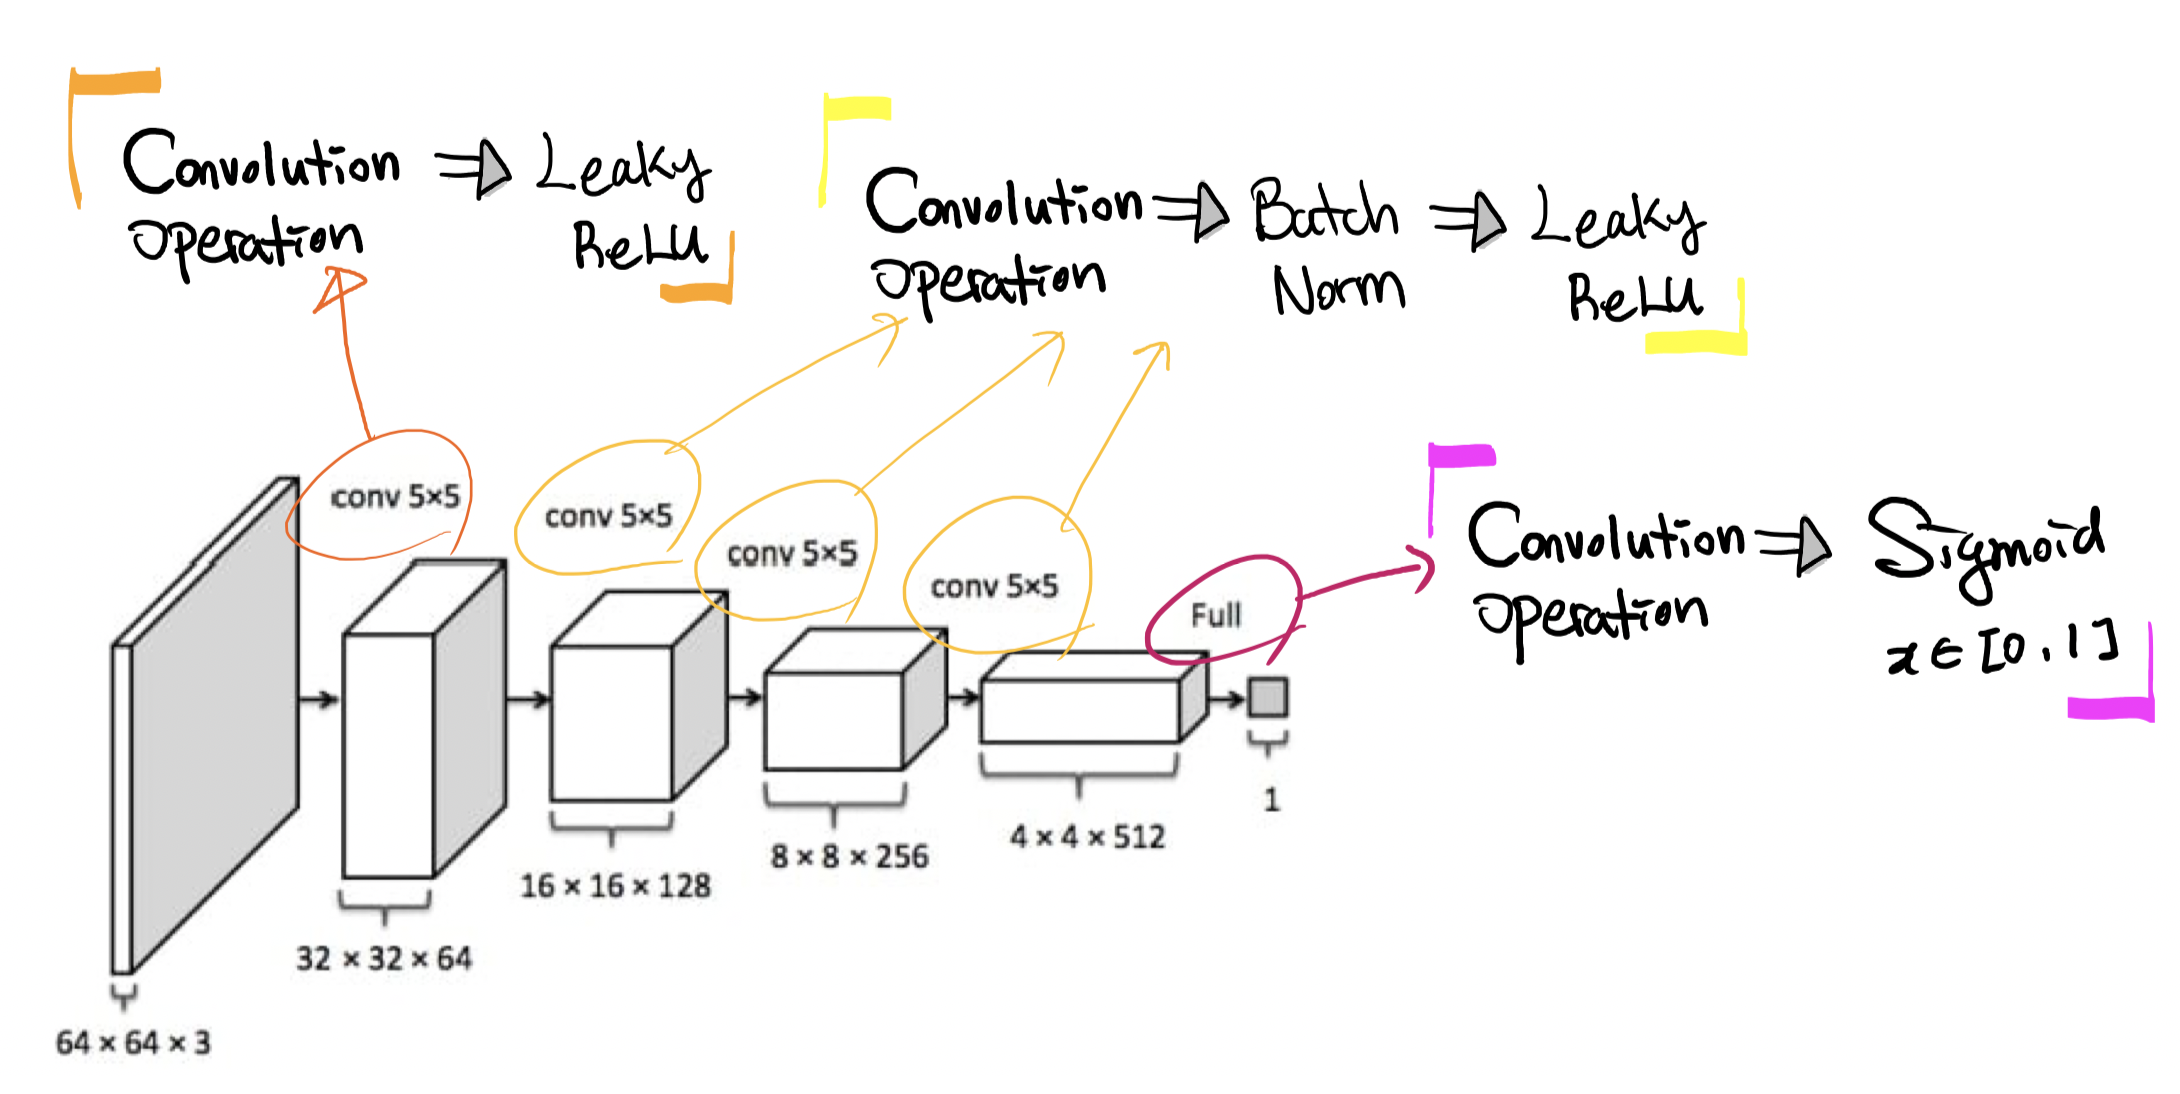 Convolution ⇒ Leaky
operation ReLU
Convolution ⇒ Batch ⇒ Leaky
operation Norm ReLU
conv 5×5
conv 5×5
conv 5×5
conv 5×5
Full
Convolution ⇒ Sigmoid
operation
x ∈ [0, 1]
1
4 × 4 × 512
8 × 8 × 256
16 × 16 × 128
32 × 32 × 64
64 × 64 × 3